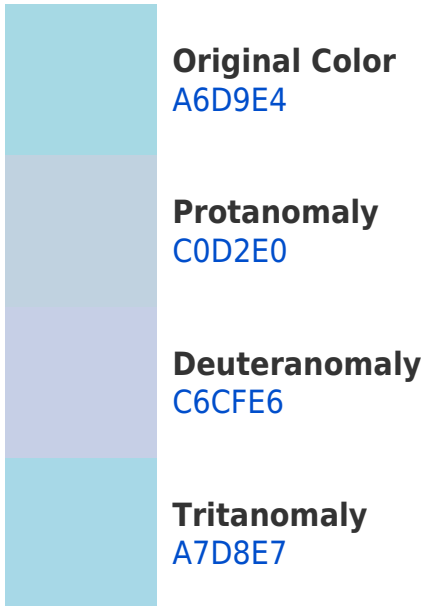 Original Color
A6D9E4
Protanomaly
C0D2E0
Deuteranomaly
C6CFE6
Tritanomaly
A7D8E7